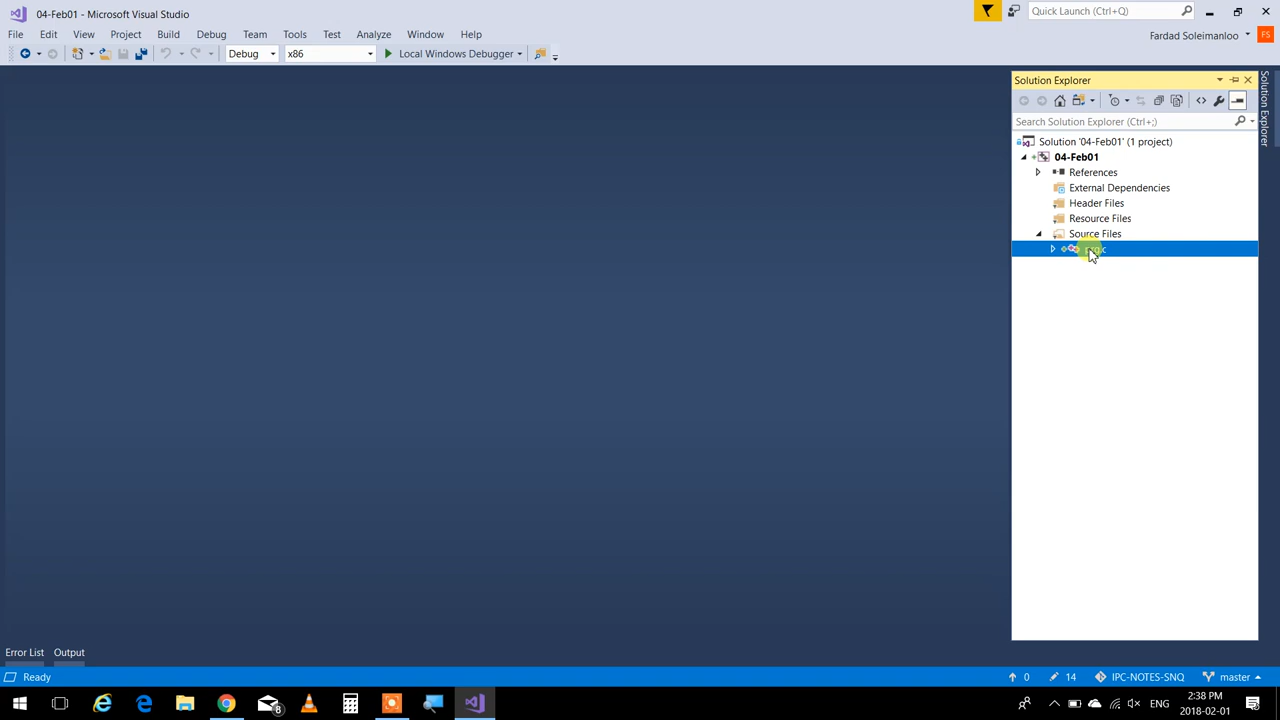 04-Feb01 - Microsoft Visual Studio
Quick Launch (Ctrl+Q)
File Edit View Project Build Debug Team Tools Test Analyze Window Help
Fardad Soleimanloo FS
Debug x86 Local Windows Debugger
Solution Explorer
Solution Explorer
Search Solution Explorer (Ctrl+;)
Solution '04-Feb01' (1 project)
04-Feb01
References
External Dependencies
Header Files
Resource Files
Source Files
Error List Output
Ready 0 14 IPC-NOTES-SNQ master
8 ENG 2:38 PM
2018-02-01